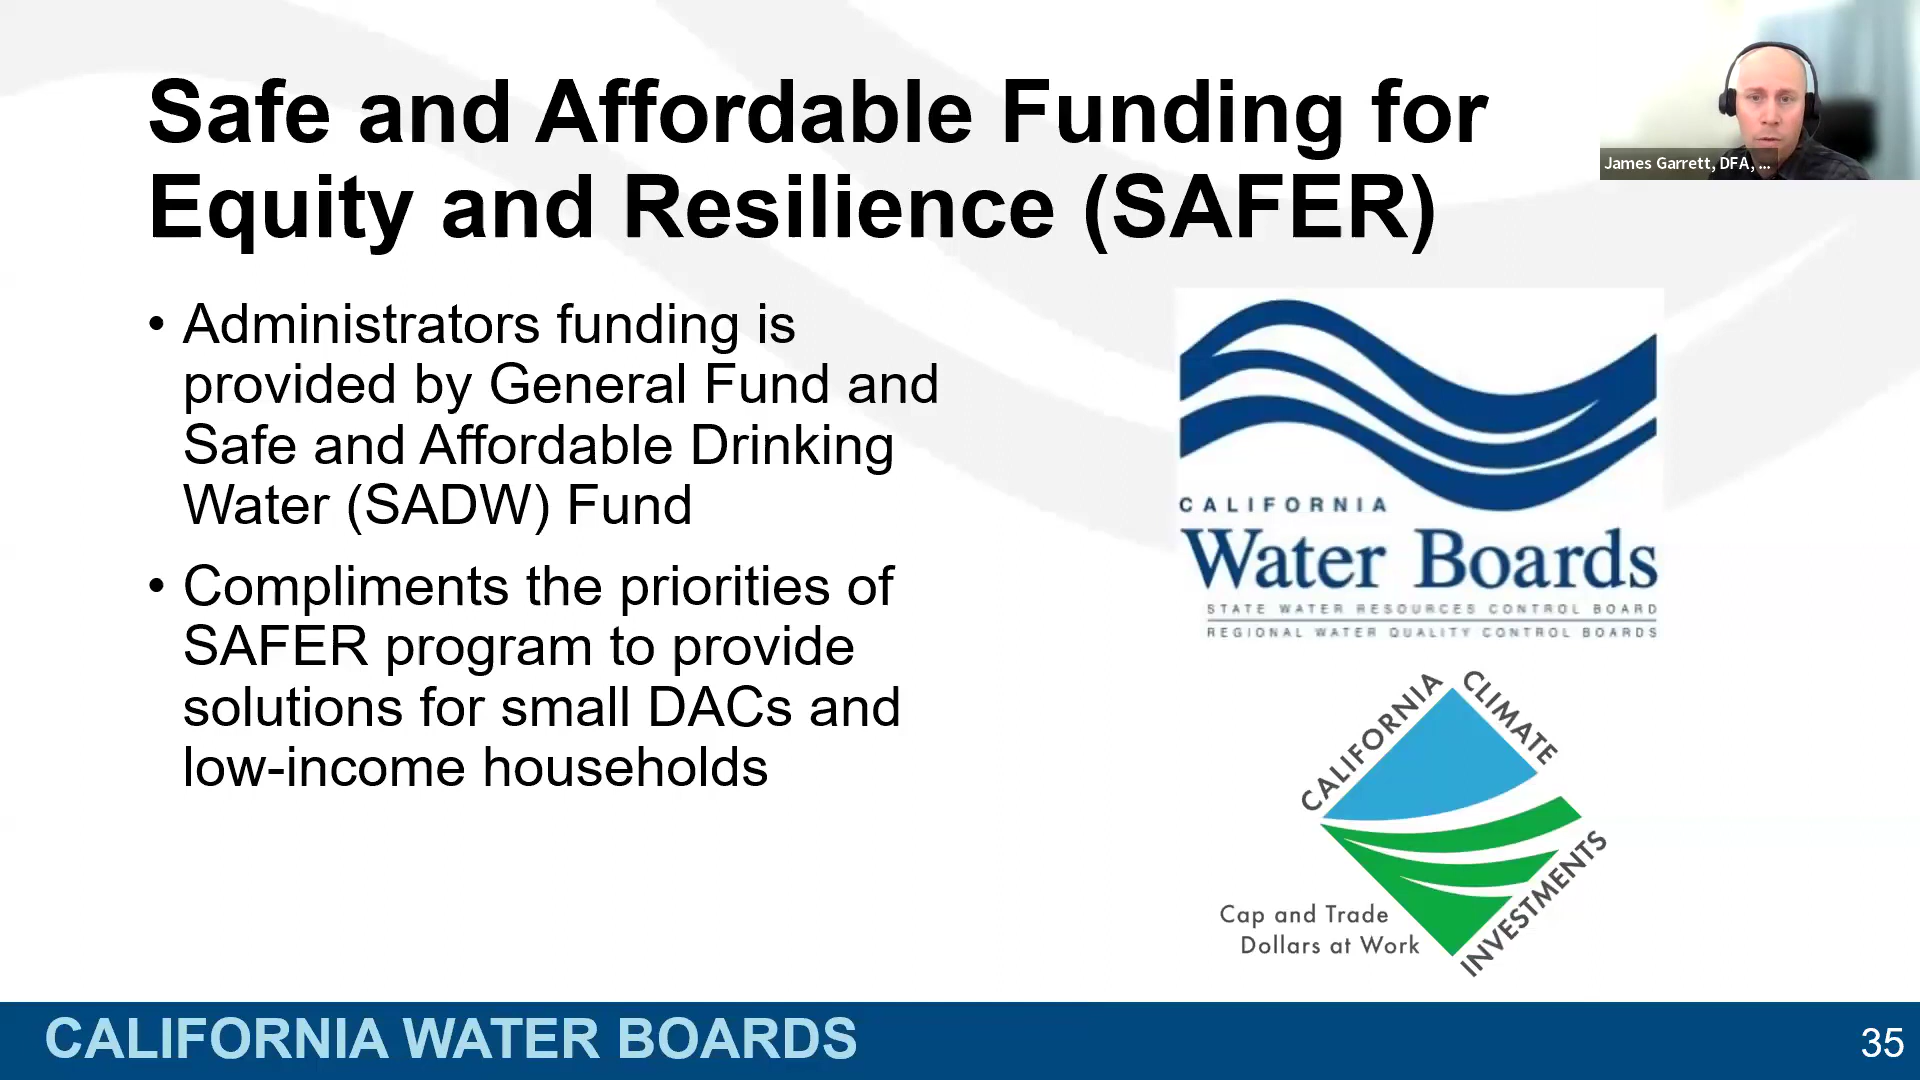 Safe and Affordable Funding for
Equity and Resilience (SAFER)
James Garrett, DFA, ...
• Administrators funding is
provided by General Fund and
Safe and Affordable Drinking
Water (SADW) Fund
• Compliments the priorities of
SAFER program to provide
solutions for small DACs and
low-income households
CALIFORNIA
Water Boards
STATE WATER RESOURCES CONTROL BOARD
REGIONAL WATER QUALITY CONTROL BOARDS
CALIFORNIA
CLIMATE
INVESTMENTS
Cap and Trade
Dollars at Work
CALIFORNIA WATER BOARDS
35